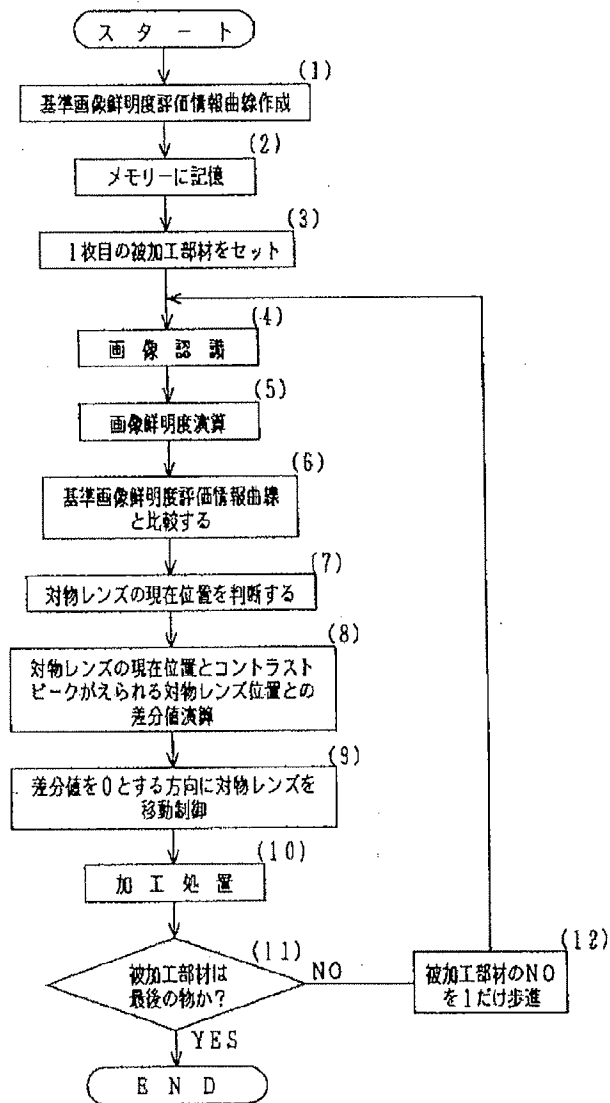 スタート
(1)
基準画像鮮明度評価情報曲線作成
(2)
メモリーに記憶
(3)
1枚目の被加工部材をセット
(4)
画像認識
(5)
画像鮮明度演算
(6)
基準画像鮮明度評価情報曲線
と比較する
(7)
対物レンズの現在位置を判断する
(8)
対物レンズの現在位置とコントラスト
ピークがえられる対物レンズ位置との
差分値演算
(9)
差分値を0とする方向に対物レンズを
移動制御
(10)
加工処置
(11)
被加工部材は
最後の物か?
NO
(12)
被加工部材のNO
を1だけ歩進
YES
END